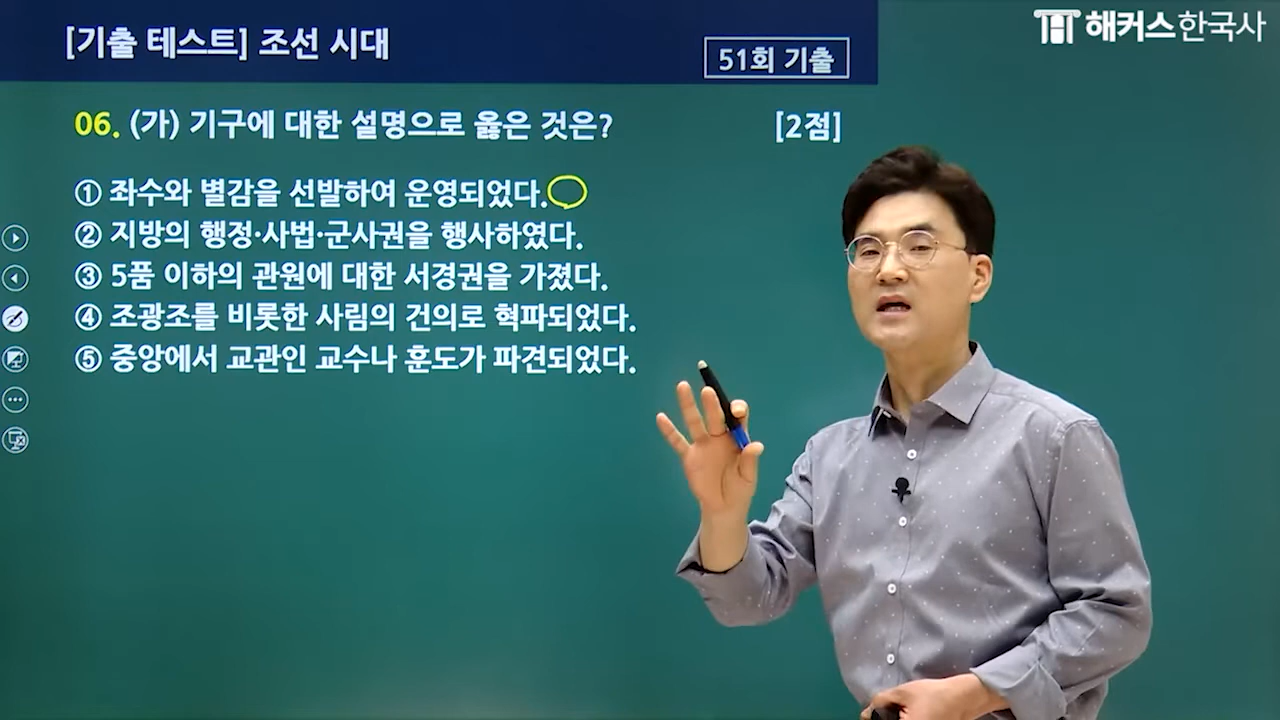 [기출 테스트] 조선 시대
51회 기출
해커스한국사
06. (가) 기구에 대한 설명으로 옳은 것은? [2점]
① 좌수와 별감을 선발하여 운영되었다.
② 지방의 행정·사법·군사권을 행사하였다.
③ 5품 이하의 관원에 대한 서경권을 가졌다.
④ 조광조를 비롯한 사림의 건의로 혁파되었다.
⑤ 중앙에서 교관인 교수나 훈도가 파견되었다.